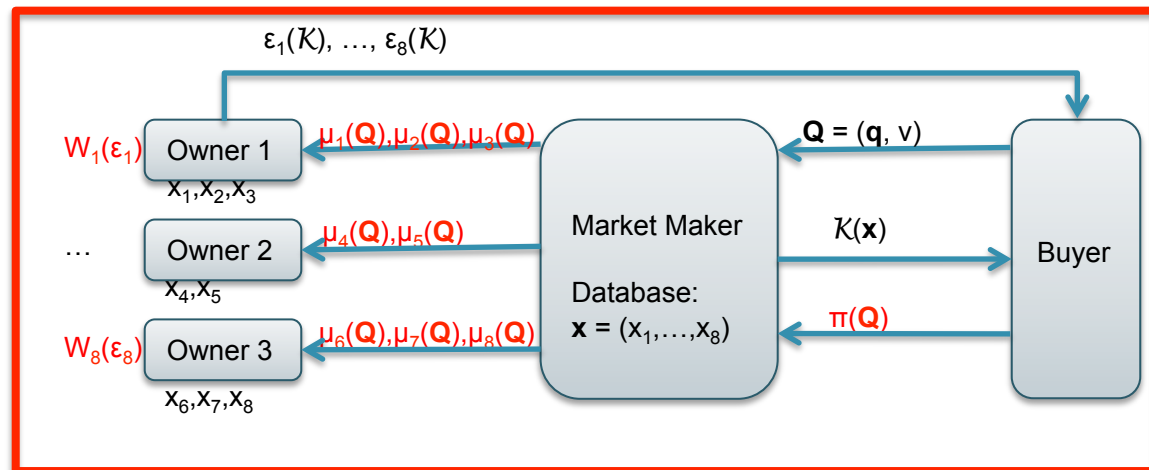 ε₁(𝒦), …, ε₈(𝒦)
W₁(ε₁)
Owner 1
x₁,x₂,x₃
μ₁(Q),μ₂(Q),μ₃(Q)
Q = (q, v)
…
Owner 2
x₄,x₅
μ₄(Q),μ₅(Q)
Market Maker
Database:
x = (x₁,…,x₈)
𝒦(x)
Buyer
W₈(ε₈)
Owner 3
x₆,x₇,x₈
μ₆(Q),μ₇(Q),μ₈(Q)
π(Q)